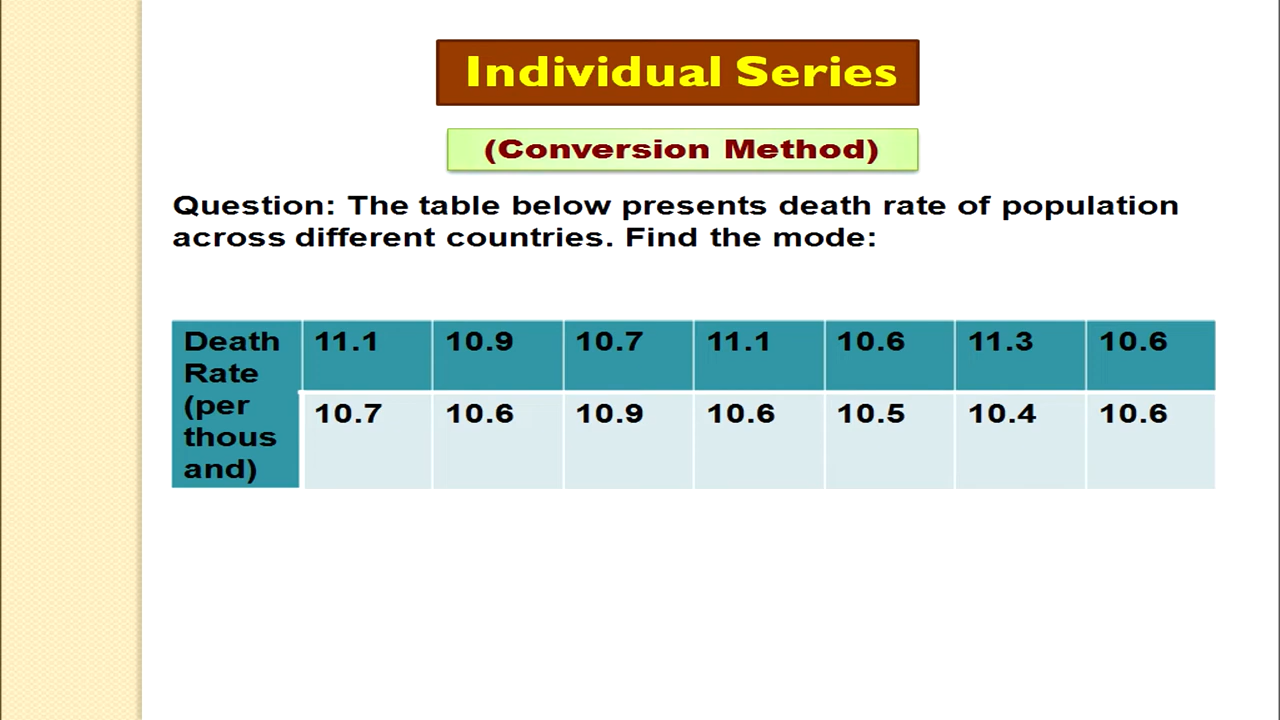 Individual Series
(Conversion Method)
Question: The table below presents death rate of population
across different countries. Find the mode:
Death Rate (per thous and) 11.1 10.9 10.7 11.1 10.6 11.3 10.6
10.7 10.6 10.9 10.6 10.5 10.4 10.6